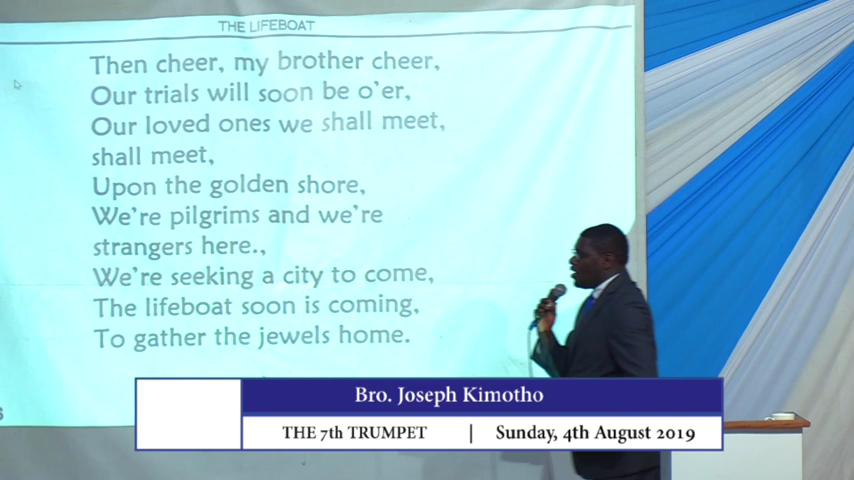 THE LIFEBOAT
Then cheer, my brother cheer,
Our trials will soon be o'er,
Our loved ones we shall meet,
shall meet,
Upon the golden shore,
We're pilgrims and we're
strangers here.,
We're seeking a city to come,
The lifeboat soon is coming,
To gather the jewels home.
Bro. Joseph Kimotho
THE 7th TRUMPET | Sunday, 4th August 2019